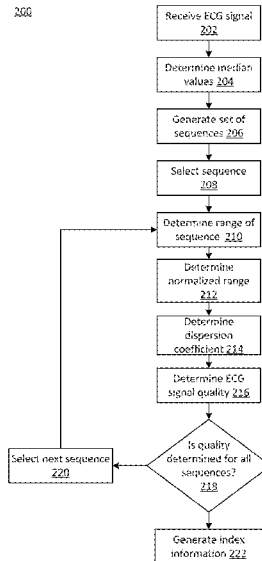 200
Receive ECG signal
202
Determine median
values 204
Generate set of
sequences 206
Select sequence
208
Determine range of
sequence 210
Determine
normalized range
212
Determine
dispersion
coefficient 214
Determine ECG
signal quality 216
Is quality
determined for all
sequences?
218
Select next sequence
220
Generate index
information 222